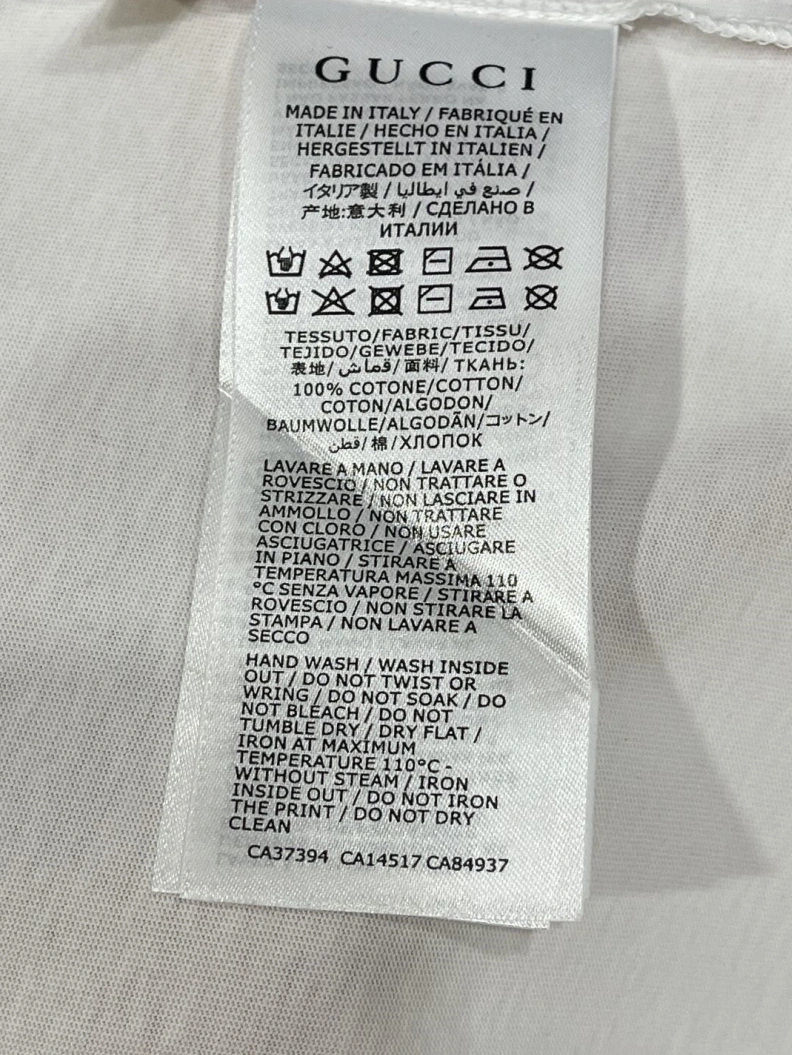 GUCCI
MADE IN ITALY / FABRIQUÉ EN
ITALIE / HECHO EN ITALIA /
HERGESTELLT IN ITALIEN /
FABRICADO EM ITÁLIA /
イタリア製 / صنع في ايطاليا /
产地:意大利 / СДЕЛАНО В
ИТАЛИИ
TESSUTO/FABRIC/TISSU/
TEJIDO/GEWEBE/TECIDO/
表地/ قماش/ 面料/ ТКАНЬ:
100% COTONE/COTTON/
COTON/ALGODON/
BAUMWOLLE/ALGODÃN/コットン/
قطن/ 棉/ХЛОПОК
LAVARE A MANO / LAVARE A
ROVESCIO / NON TRATTARE O
STRIZZARE / NON LASCIARE IN
AMMOLLO / NON TRATTARE
CON CLORO / NON USARE
ASCIUGATRICE / ASCIUGARE
IN PIANO / STIRARE A
TEMPERATURA MASSIMA 110
°C SENZA VAPORE / STIRARE A
ROVESCIO / NON STIRARE LA
STAMPA / NON LAVARE A
SECCO
HAND WASH / WASH INSIDE
OUT / DO NOT TWIST OR
WRING / DO NOT SOAK / DO
NOT BLEACH / DO NOT
TUMBLE DRY / DRY FLAT /
IRON AT MAXIMUM
TEMPERATURE 110°C -
WITHOUT STEAM / IRON
INSIDE OUT / DO NOT IRON
THE PRINT / DO NOT DRY
CLEAN
CA37394 CA14517 CA84937